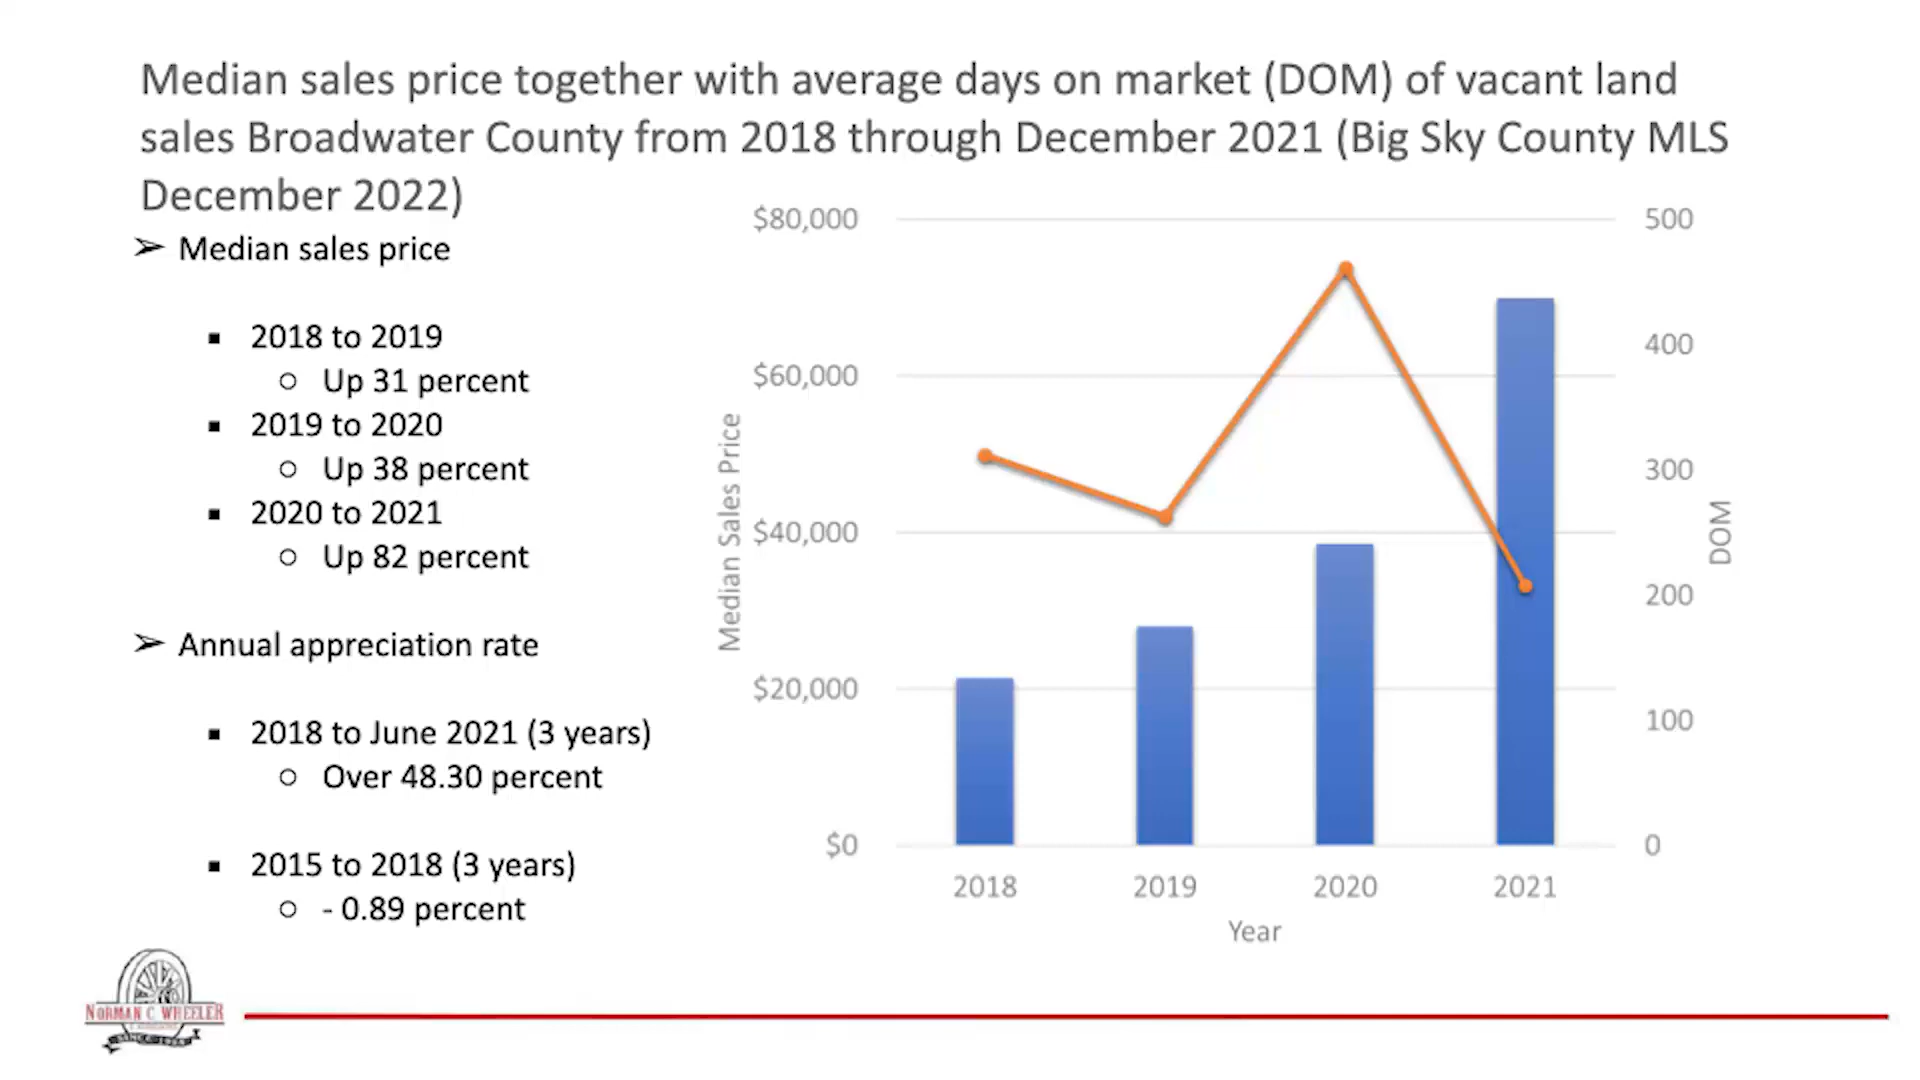 Median sales price together with average days on market (DOM) of vacant land
sales Broadwater County from 2018 through December 2021 (Big Sky County MLS
December 2022)
➢ Median sales price
▪ 2018 to 2019
○ Up 31 percent
▪ 2019 to 2020
○ Up 38 percent
▪ 2020 to 2021
○ Up 82 percent
➢ Annual appreciation rate
▪ 2018 to June 2021 (3 years)
○ Over 48.30 percent
▪ 2015 to 2018 (3 years)
○ - 0.89 percent
Median Sales Price
$80,000
$60,000
$40,000
$20,000
$0
500
400
300
200
100
0
DOM
2018 2019 2020 2021
Year
NORMAN C. WHEELER